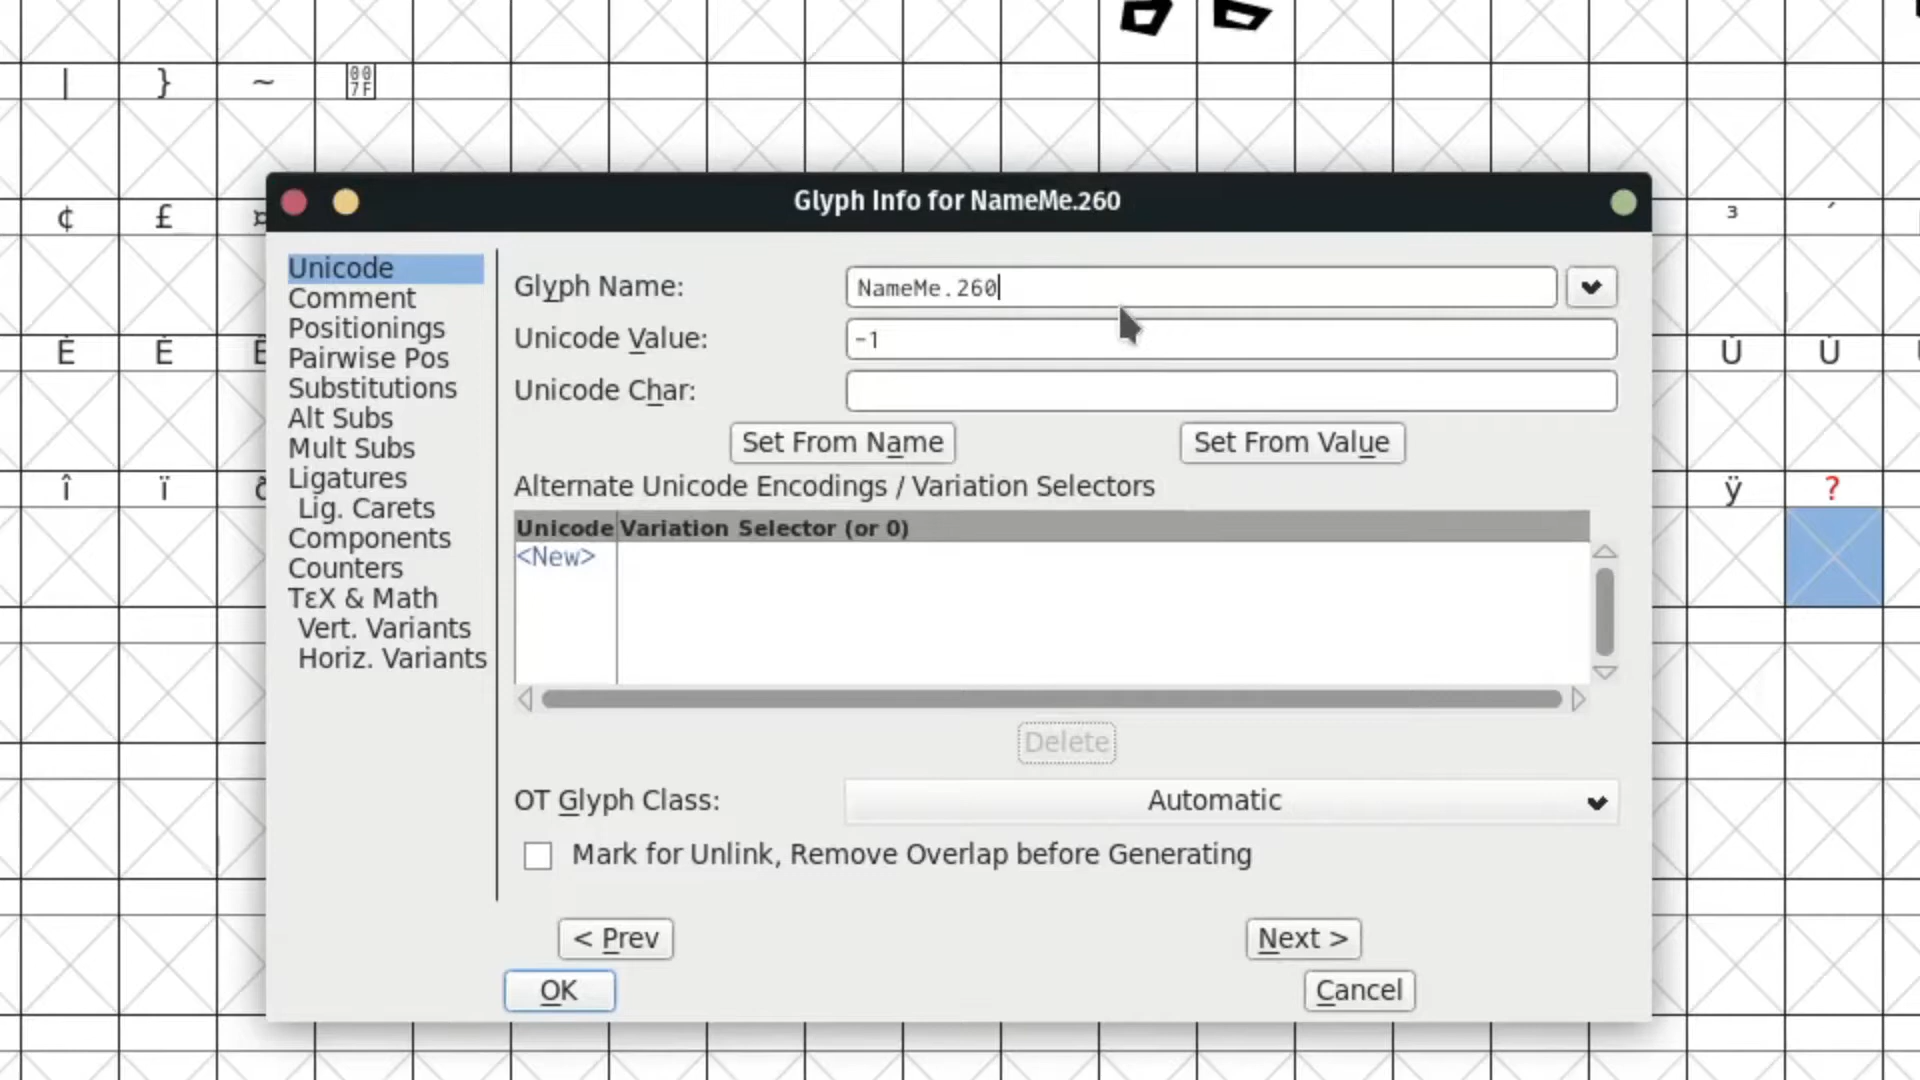 | } ~ 007F
Glyph Info for NameMe.260
¢ £ ¤ ³ ´
Unicode
Comment
Positionings
Pairwise Pos
Substitutions
Alt Subs
Mult Subs
Ligatures
Lig. Carets
Components
Counters
TεX & Math
Vert. Variants
Horiz. Variants
Glyph Name: NameMe.260
Unicode Value: -1
Unicode Char:
Set From Name Set From Value
Alternate Unicode Encodings / Variation Selectors
Unicode Variation Selector (or 0)
<New>
Delete
OT Glyph Class: Automatic
Mark for Unlink, Remove Overlap before Generating
< Prev Next >
OK Cancel
Î Ï ÿ ?